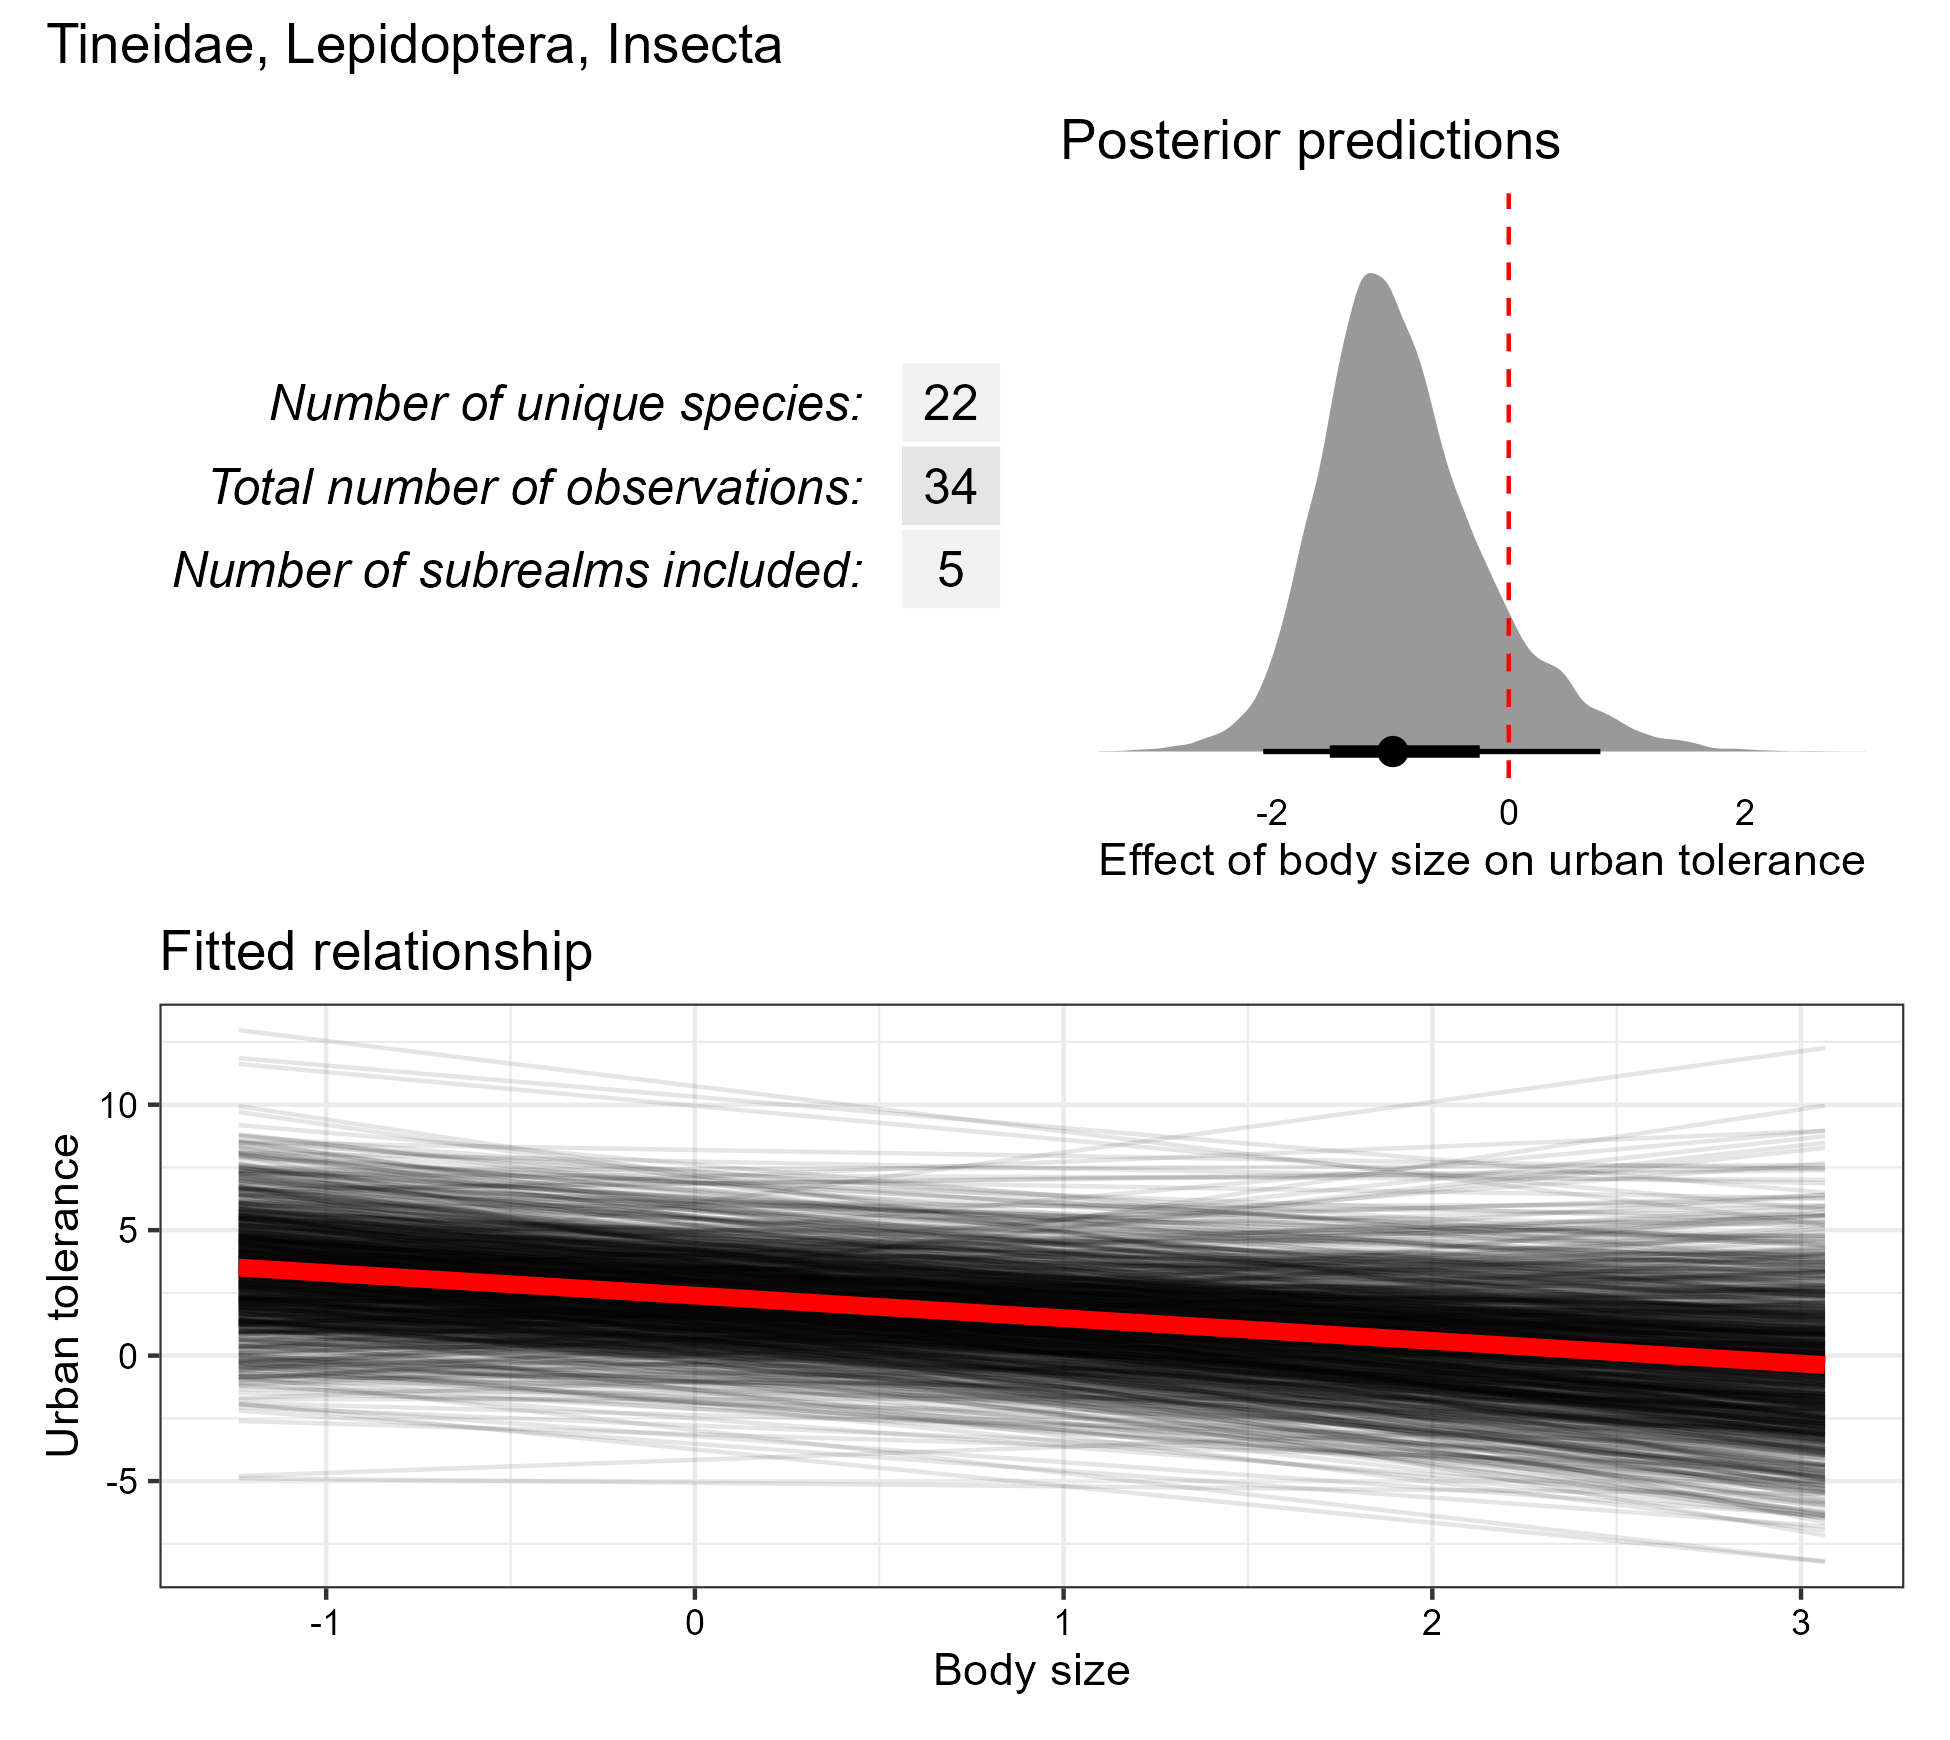 Tineidae, Lepidoptera, Insecta
Posterior predictions
Number of unique species: 22
Total number of observations: 34
Number of subrealms included: 5
-2 0 2
Effect of body size on urban tolerance
Fitted relationship
10
5
0
-5
Urban tolerance
-1 0 1 2 3
Body size